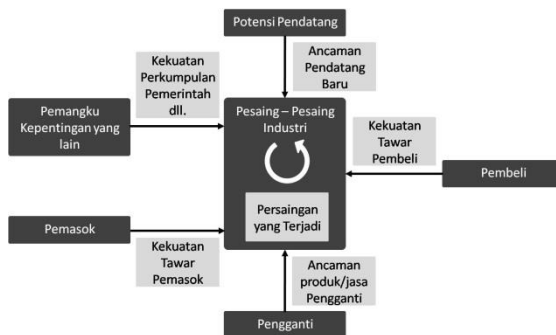 Potensi Pendatang
Ancaman
Pendatang
Baru
Kekuatan
Perkumpulan
Pemerintah
dll.
Pemangku
Kepentingan yang
lain
Pesaing – Pesaing
Industri
Kekuatan
Tawar
Pembeli
Pembeli
Persaingan
yang Terjadi
Pemasok
Kekuatan
Tawar
Pemasok
Ancaman
produk/jasa
Pengganti
Pengganti